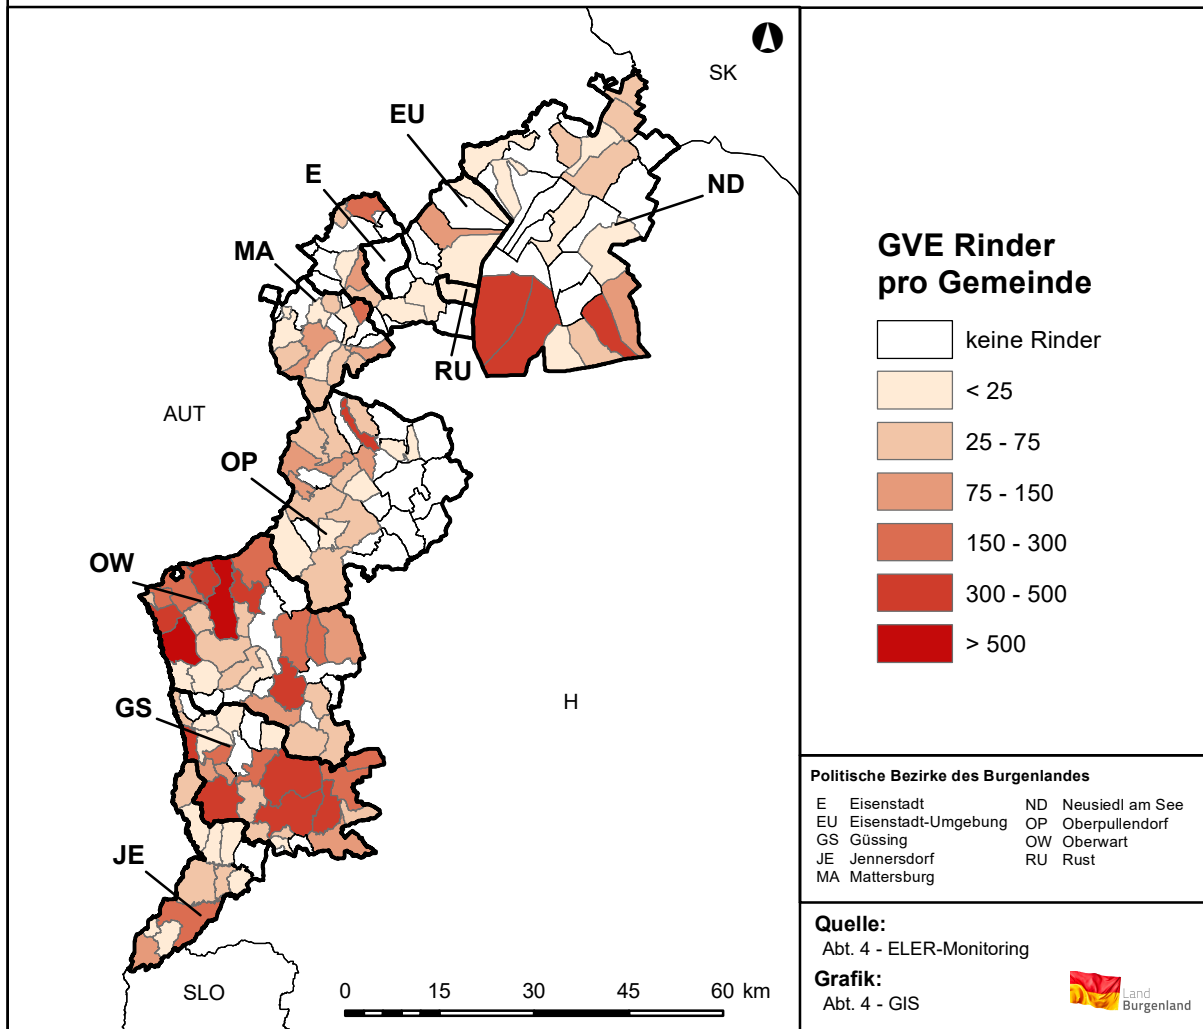 SK
EU
E
ND
MA
RU
AUT
OP
OW
H
GS
JE
SLO
0 15 30 45 60 km
GVE Rinder
pro Gemeinde
keine Rinder
< 25
25 - 75
75 - 150
150 - 300
300 - 500
> 500
Politische Bezirke des Burgenlandes
E Eisenstadt
EU Eisenstadt-Umgebung
GS Güssing
JE Jennersdorf
MA Mattersburg
ND Neusiedl am See
OP Oberpullendorf
OW Oberwart
RU Rust
Quelle:
Abt. 4 - ELER-Monitoring
Grafik:
Abt. 4 - GIS
Land
Burgenland